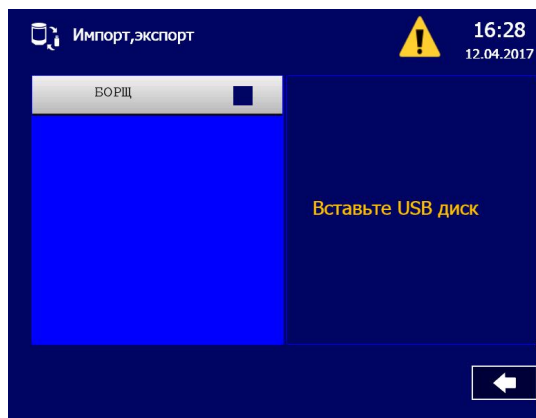 Импорт,экспорт
16:28
12.04.2017
БОРЩ
Вставьте USB диск